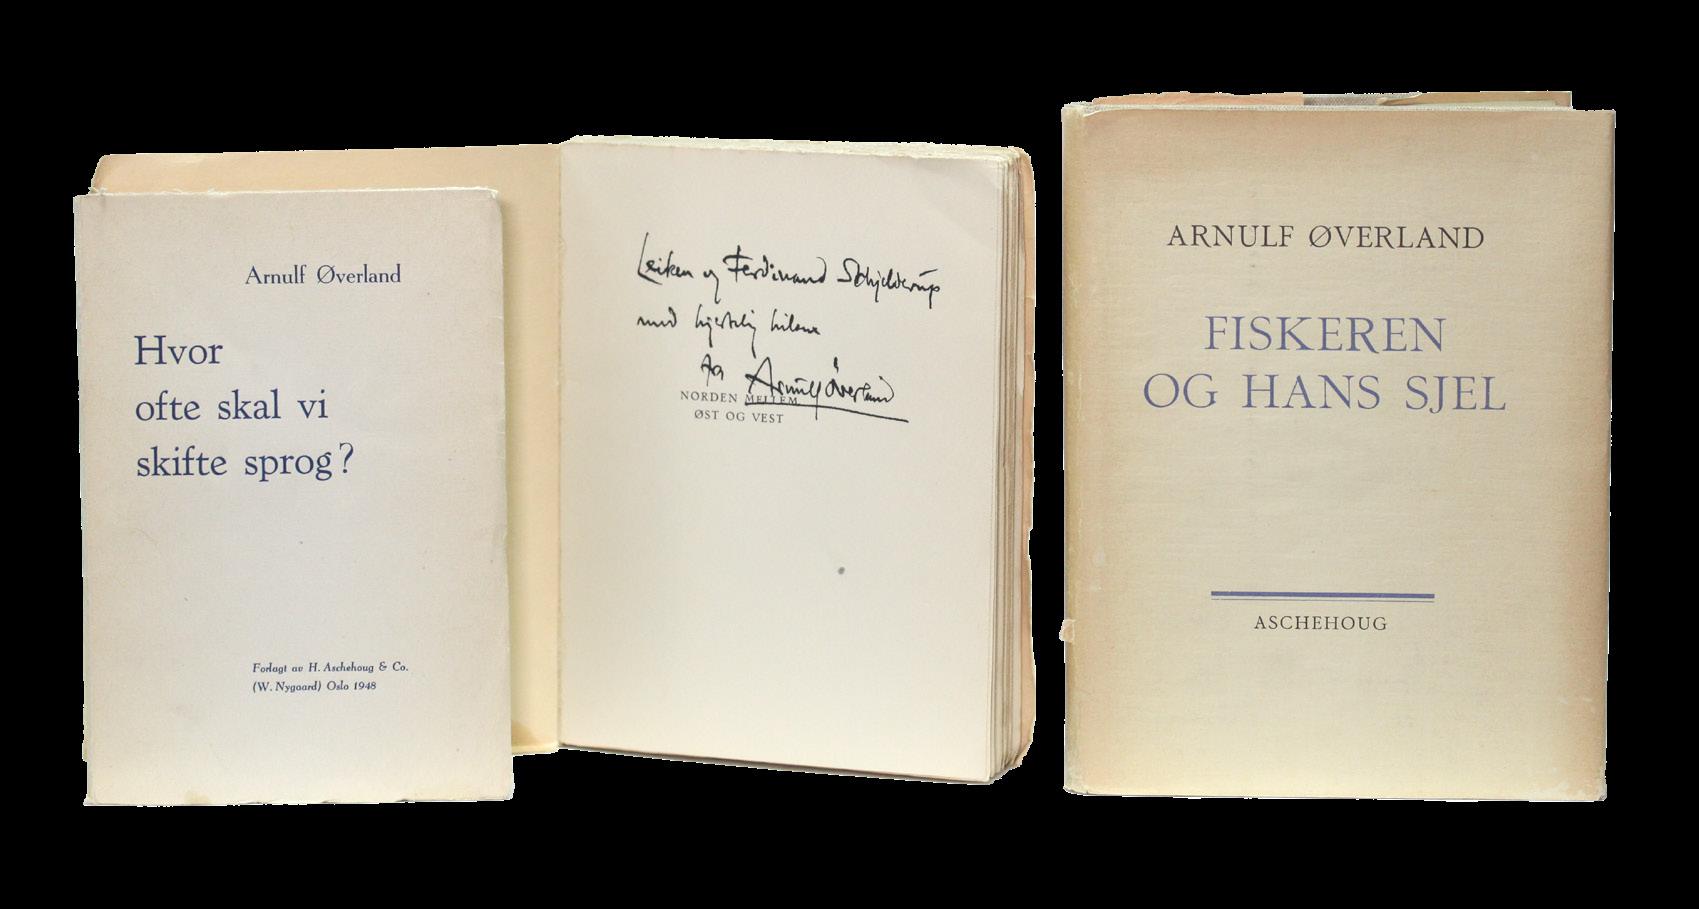 Arnulf Øverland
Hvor
ofte skal vi
skifte sprog?
Forlagt av H. Aschehoug & Co.
(W. Nygaard) Oslo 1948
Leiken og Ferdinand Schjelderup
med hjertelig hilsen
fra Arnulf Øverland
NORDEN MELLEM
ØST OG VEST
ARNULF ØVERLAND
FISKEREN
OG HANS SJEL
ASCHEHOUG